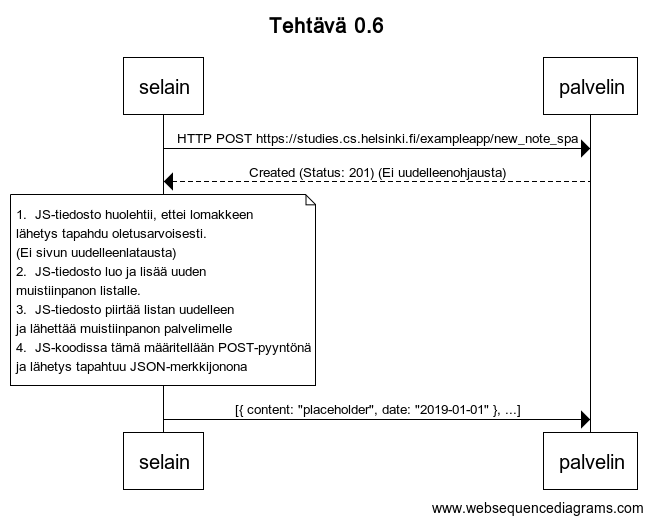 Tehtävä 0.6
selain
palvelin
HTTP POST https://studies.cs.helsinki.fi/exampleapp/new_note_spa
Created (Status: 201) (Ei uudelleenohjausta)
1.  JS-tiedosto huolehtii, ettei lomakkeen
lähetys tapahdu oletusarvoisesti.
(Ei sivun uudelleenlatausta)
2.  JS-tiedosto luo ja lisää uuden
muistiinpanon listalle.
3.  JS-tiedosto piirtää listan uudelleen
ja lähettää muistiinpanon palvelimelle
4.  JS-koodissa tämä määritellään POST-pyyntönä
ja lähetys tapahtuu JSON-merkkijonona
[{ content: "placeholder", date: "2019-01-01" }, ...]
selain
palvelin
www.websequencediagrams.com